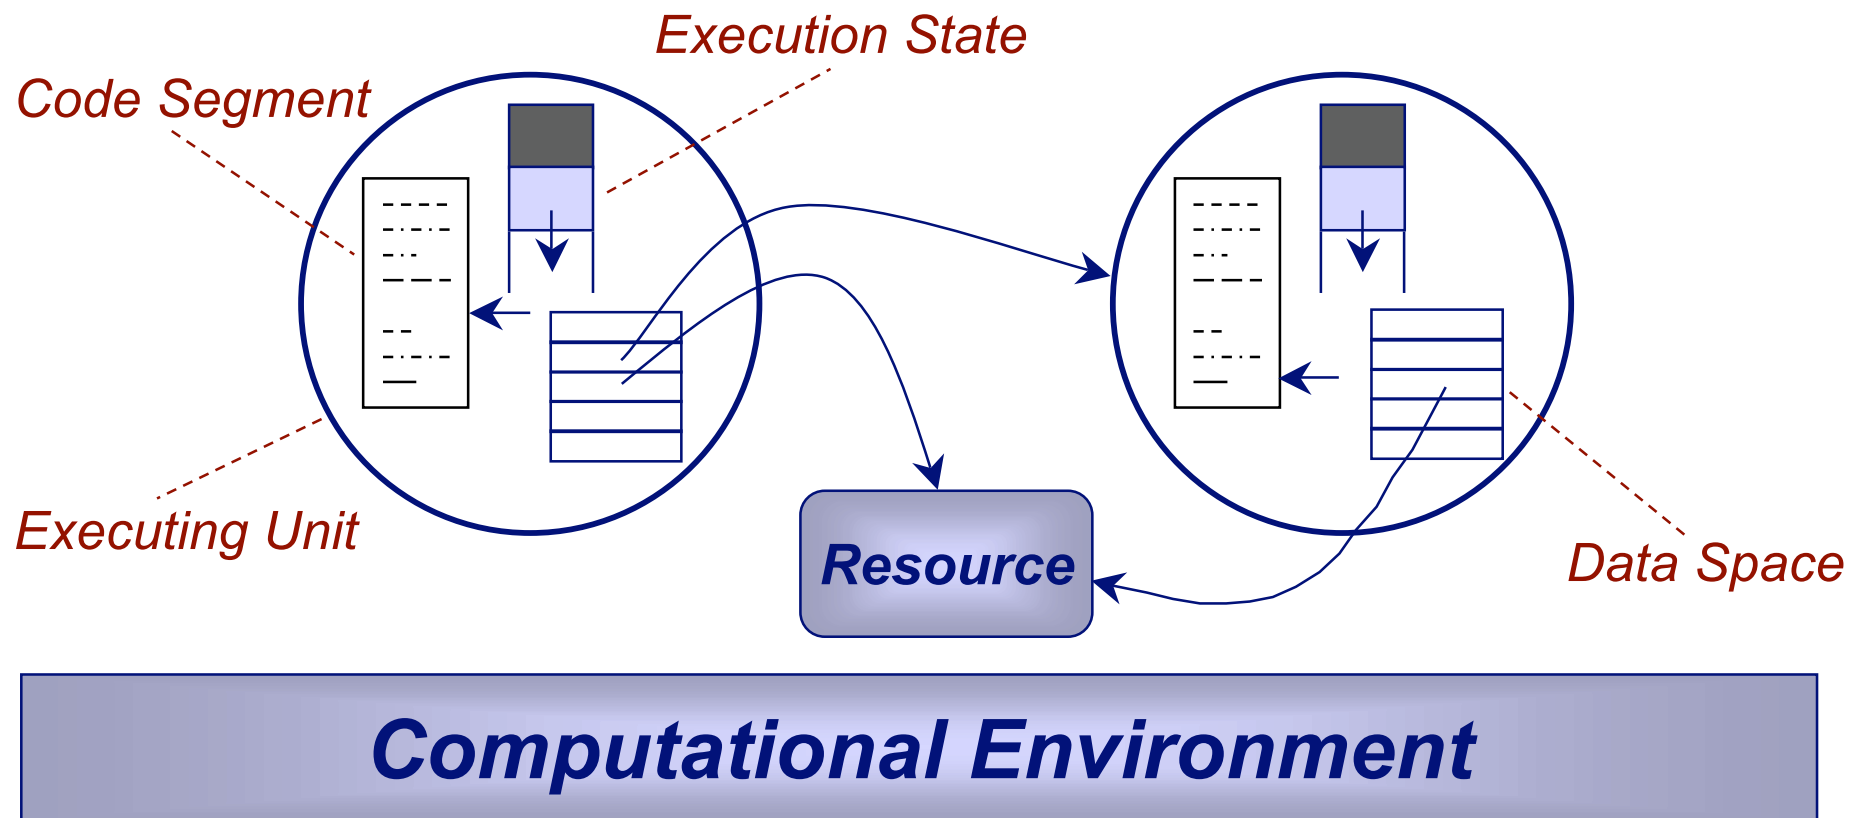 Execution State
Code Segment
Executing Unit
Resource
Data Space
Computational Environment